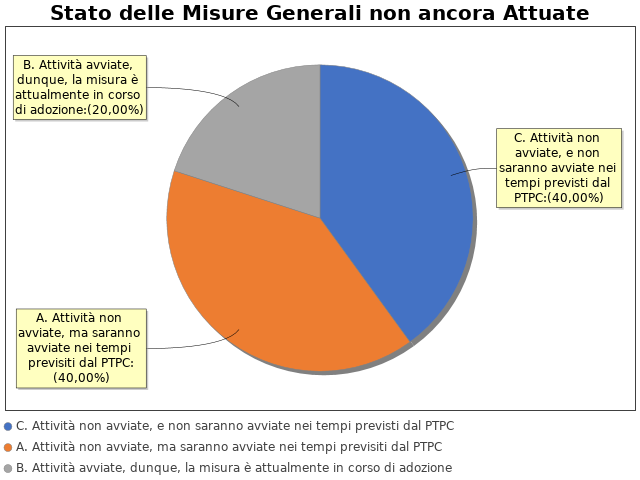 Stato delle Misure Generali non ancora Attuate
B. Attività avviate,
dunque, la misura è
attualmente in corso
di adozione:(20,00%)
C. Attività non
avviate, e non
saranno avviate nei
tempi previsti dal
PTPC:(40,00%)
A. Attività non
avviate, ma saranno
avviate nei tempi
previsiti dal PTPC:
(40,00%)
C. Attività non avviate, e non saranno avviate nei tempi previsti dal PTPC
A. Attività non avviate, ma saranno avviate nei tempi previsiti dal PTPC
B. Attività avviate, dunque, la misura è attualmente in corso di adozione